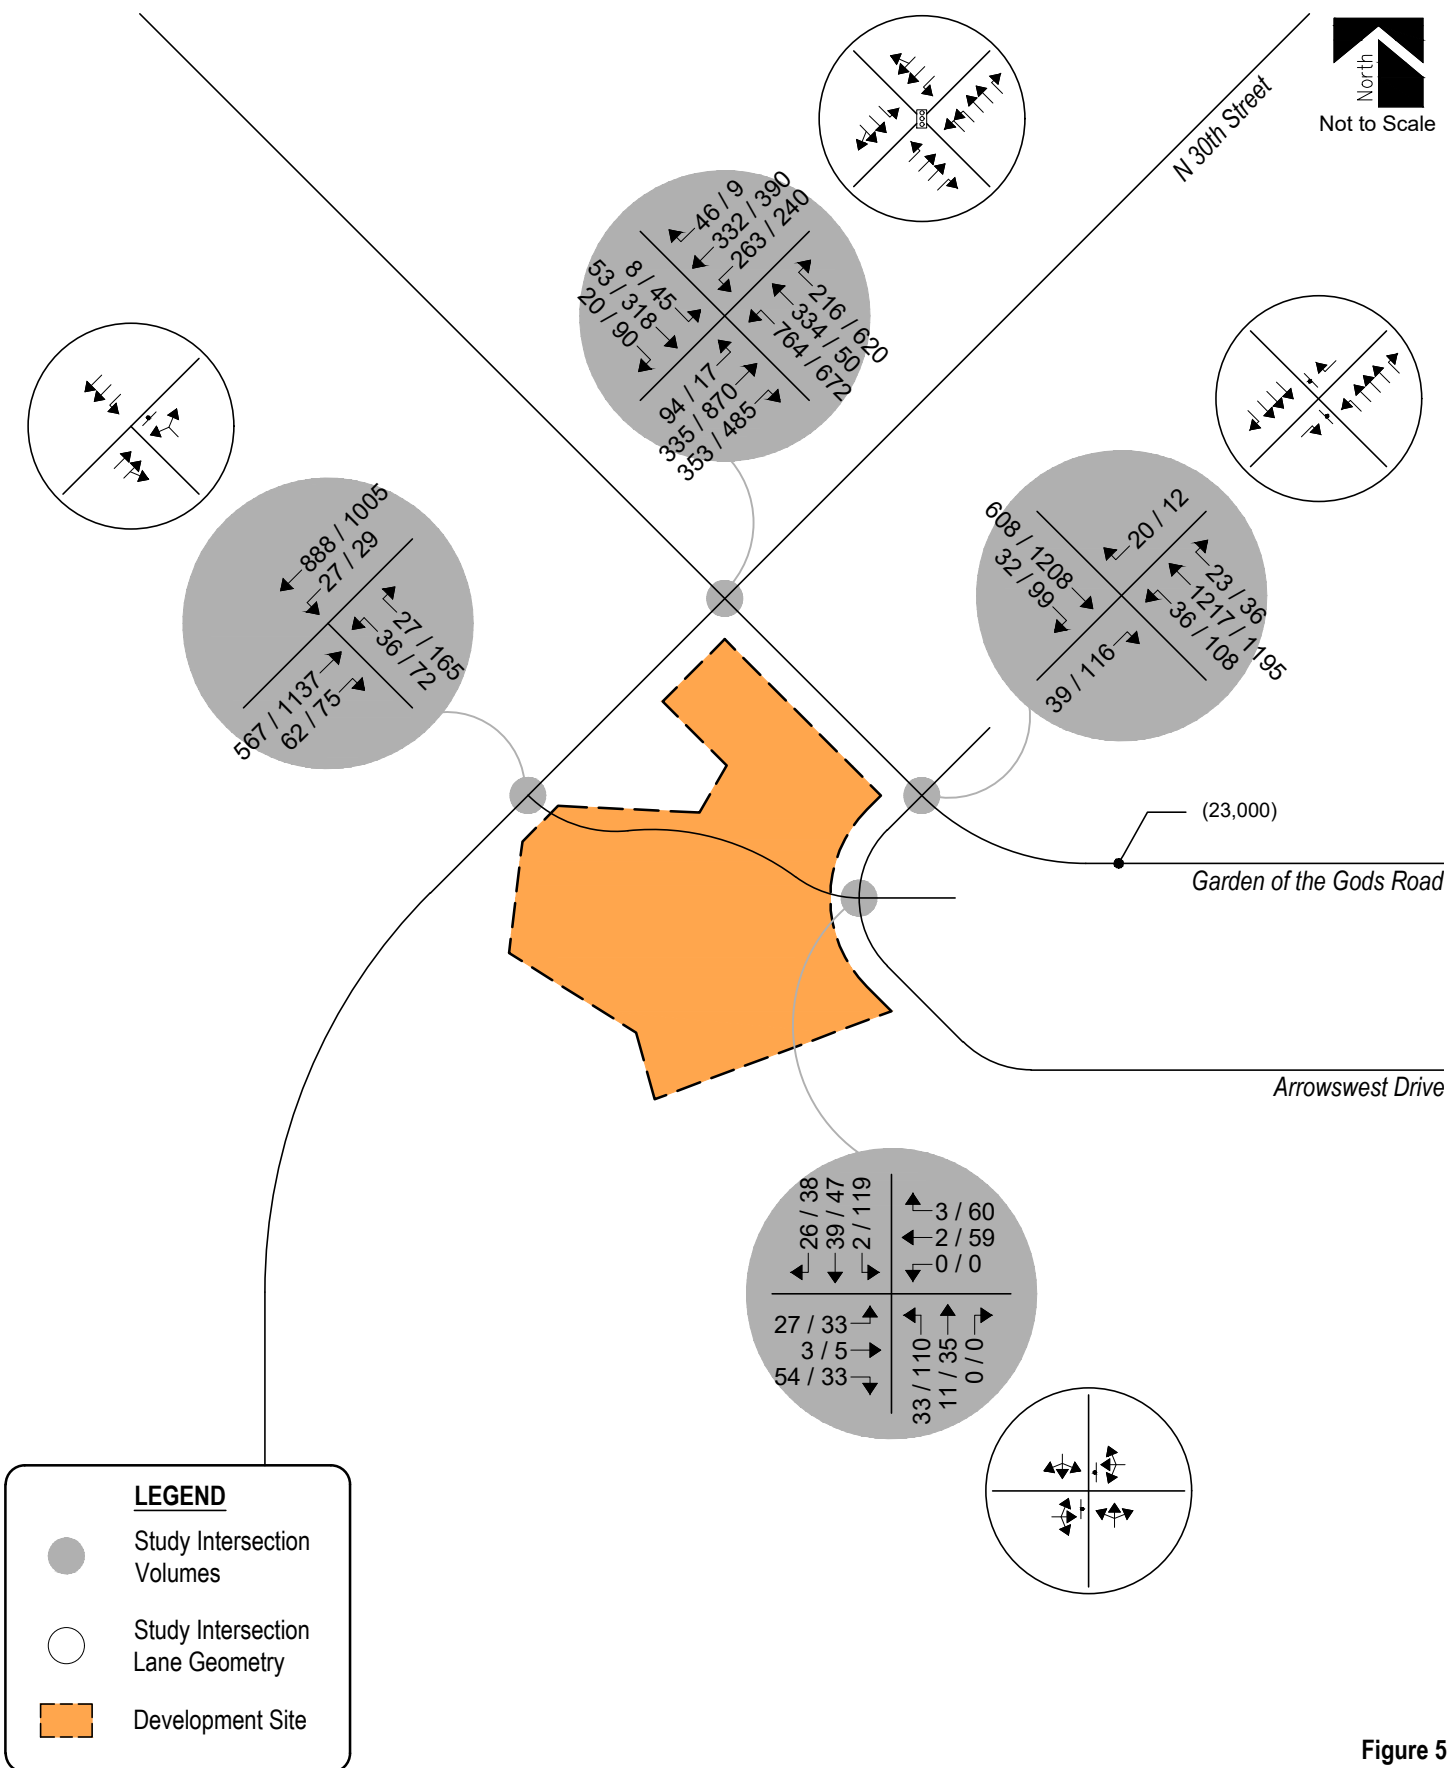 North
Not to Scale
N 30th Street
46 / 9
332 / 390
263 / 240
8 / 45
53 / 318
20 / 90
216 / 620
334 / 50
764 / 672
94 / 17
335 / 870
353 / 485
888 / 1005
27 / 29
27 / 165
36 / 72
567 / 1137
62 / 75
608 / 1208
32 / 99
20 / 12
23 / 36
1217 / 1195
36 / 108
39 / 116
(23,000)
Garden of the Gods Road
Arrowswest Drive
26 / 38
39 / 47
2 / 119
3 / 60
2 / 59
0 / 0
27 / 33
3 / 5
54 / 33
33 / 110
11 / 35
0 / 0
LEGEND
Study Intersection
Volumes
Study Intersection
Lane Geometry
Development Site
Figure 5